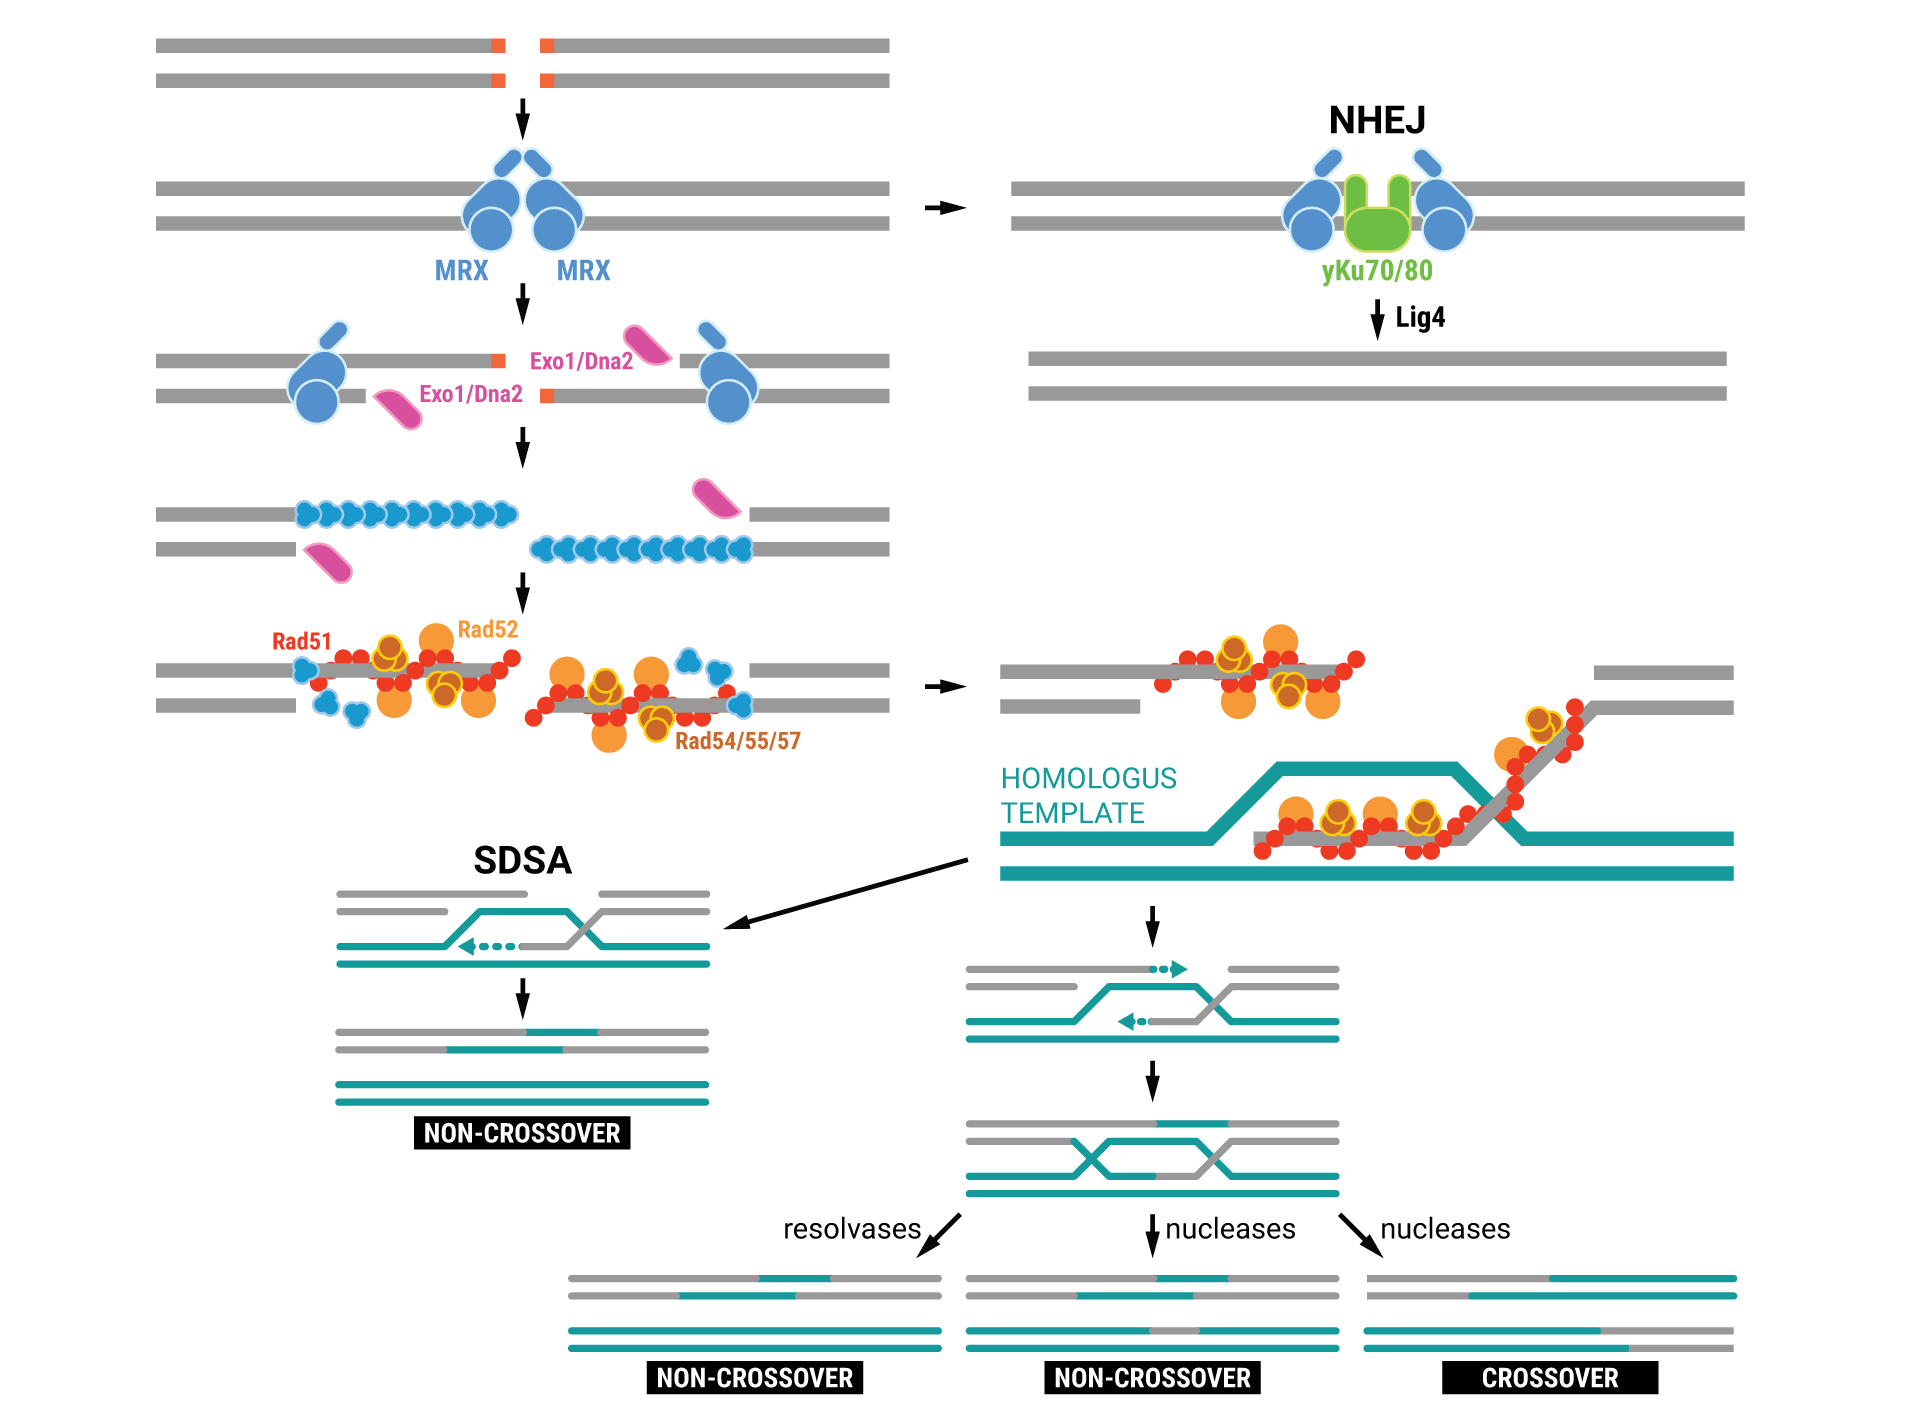 NHEJ
MRX MRX
yKu70/80
Lig4
Exo1/Dna2
Exo1/Dna2
Rad51
Rad52
Rad54/55/57
HOMOLOGUS
TEMPLATE
SDSA
NON-CROSSOVER
resolvases
nucleases
nucleases
NON-CROSSOVER
NON-CROSSOVER
CROSSOVER